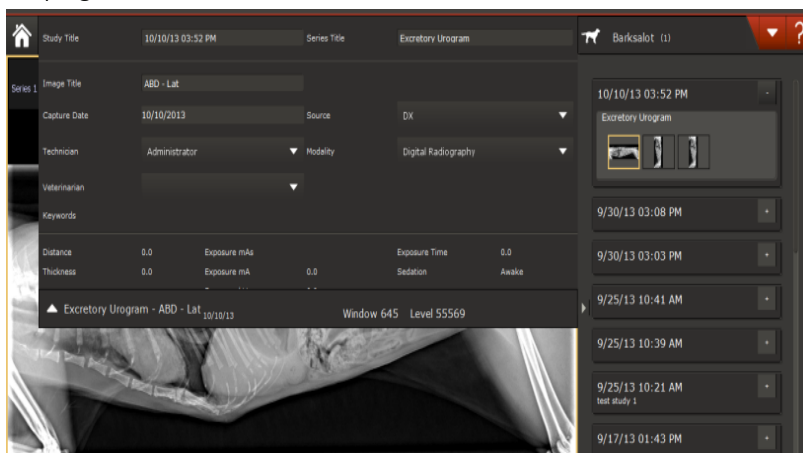 Study Title 10/10/13 03:52 PM Series Title Excretory Urogram
Barksalot (1)
?
Series 1
Image Title ABD - Lat
Capture Date 10/10/2013 Source DX
Technician Administrator Modality Digital Radiography
Veterinarian
Keywords
Distance 0.0 Exposure mAs Exposure Time 0.0
Thickness 0.0 Exposure mA 0.0 Sedation Awake
Excretory Urogram - ABD - Lat 10/10/13 Window 645 Level 55569
10/10/13 03:52 PM -
Excretory Urogram
9/30/13 03:08 PM +
9/30/13 03:03 PM +
9/25/13 10:41 AM +
9/25/13 10:39 AM +
9/25/13 10:21 AM +
test study 1
9/17/13 01:43 PM +